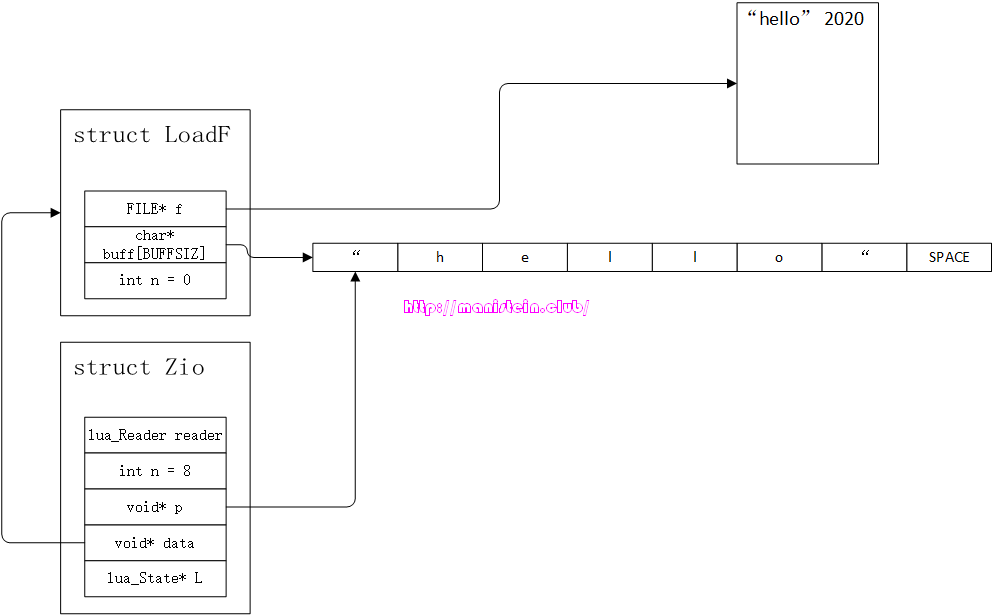 “hello” 2020
struct LoadF
FILE* f
char*
buff[BUFFSIZ]
int n = 0
“ h e l l o “ SPACE
http://manistein.club/
struct Zio
lua_Reader reader
int n = 8
void* p
void* data
lua_State* L